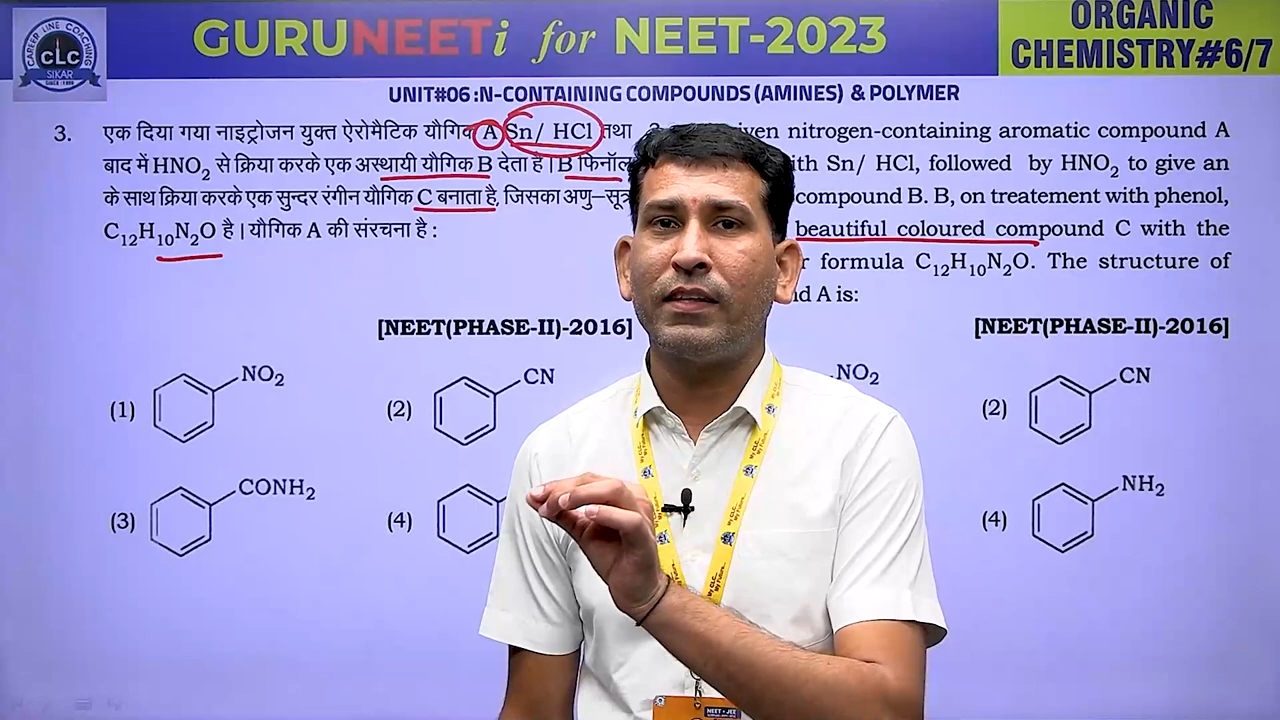 CAREER LINE COACHING
CLC
SIKAR
SINCE : 1996
GURUNEETi for NEET-2023
ORGANIC
CHEMISTRY#6/7
UNIT#06 :N-CONTAINING COMPOUNDS (AMINES) & POLYMER
3. एक दिया गया नाइट्रोजन युक्त ऐरोमैटिक यौगिक A Sn/ HCl तथा
बाद में HNO₂ से क्रिया करके एक अस्थायी यौगिक B देता है। B फिनॉल
के साथ क्रिया करके एक सुन्दर रंगीन यौगिक C बनाता है, जिसका अणु–सूत्र
C₁₂H₁₀N₂O है। यौगिक A की संरचना है :
[NEET(PHASE-II)-2016]
(1) NO₂
(2) CN
(3) CONH₂
(4)
nitrogen-containing aromatic compound A
Sn/ HCl, followed by HNO₂ to give an
compound B. B, on treatement with phenol,
beautiful coloured compound C with the
formula C₁₂H₁₀N₂O. The structure of
A is:
[NEET(PHASE-II)-2016]
NO₂
(2) CN
(4) NH₂
NEET • JEE